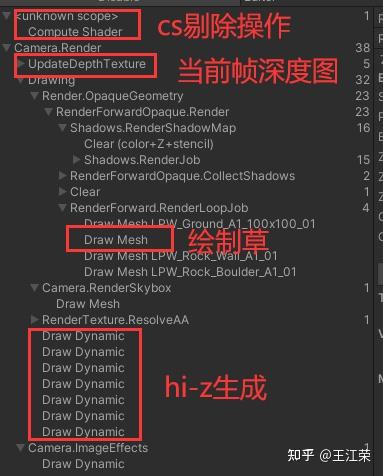 <unknown scope> 1
Compute Shader 1
cs剔除操作
Camera.Render 38
UpdateDepthTexture 5
当前帧深度图
Drawing 32
Render.OpaqueGeometry 23
RenderForwardOpaque.Render 23
Shadows.RenderShadowMap 16
Clear (color+Z+stencil)
Shadows.RenderJob 15
RenderForwardOpaque.CollectShadows 2
Clear 1
RenderForward.RenderLoopJob 4
Draw Mesh LPW_Ground_A1_100x100_01
Draw Mesh
绘制草
Draw Mesh LPW_Rock_Wall_A1_01
Draw Mesh LPW_Rock_Boulder_A1_01
Camera.RenderSkybox 1
Draw Mesh
RenderTexture.ResolveAA 1
Draw Dynamic
Draw Dynamic
Draw Dynamic
Draw Dynamic
hi-z生成
Draw Dynamic
Draw Dynamic
Draw Dynamic
Camera.ImageEffects 1
Draw Dynamic
知乎 @王江荣